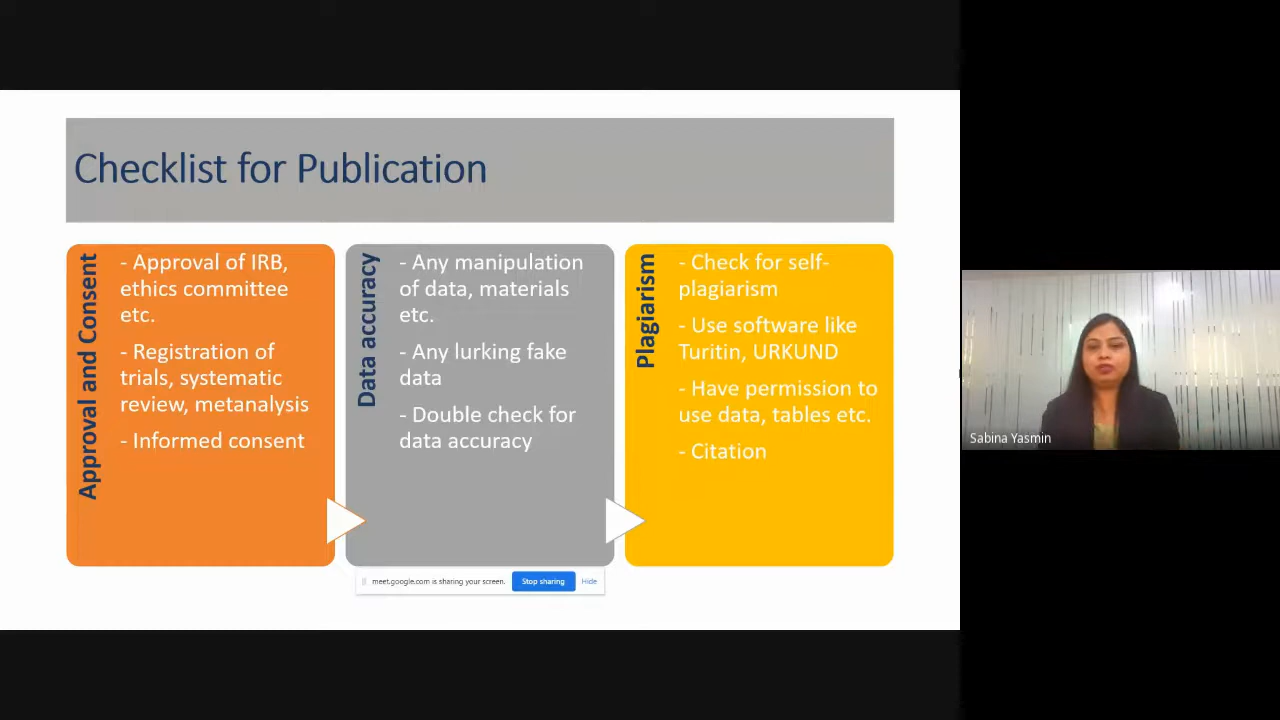 Checklist for Publication
Approval and Consent
- Approval of IRB,
ethics committee
etc.
- Registration of
trials, systematic
review, metanalysis
- Informed consent
Data accuracy
- Any manipulation
of data, materials
etc.
- Any lurking fake
data
- Double check for
data accuracy
Plagiarism
- Check for self-
plagiarism
- Use software like
Turitin, URKUND
- Have permission to
use data, tables etc.
- Citation
meet.google.com is sharing your screen.
Stop sharing
Hide
Sabina Yasmin